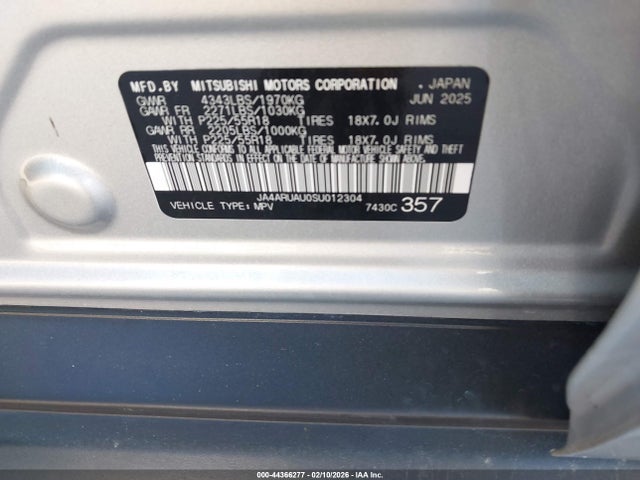 MFD.BY MITSUBISHI MOTORS CORPORATION . JAPAN
GVWR 4343LBS/1970KG JUN 2025
GAWR FR 2271LBS/1030KG
WITH P225/55R18 TIRES 18X7.0J RIMS
GAWR RR 2205LBS/1000KG
WITH P225/55R18 TIRES 18X7.0J RIMS
THIS VEHICLE CONFORMS TO ALL APPLICABLE FEDERAL MOTOR VEHICLE SAFETY AND THEFT
PREVENTION STANDARDS IN EFFECT ON THE DATE OF MANUFACTURE SHOWN ABOVE.
JA4ARUAU0SU012304
VEHICLE TYPE: MPV 7430C 357
000-44366277 - 02/10/2026 - IAA Inc.